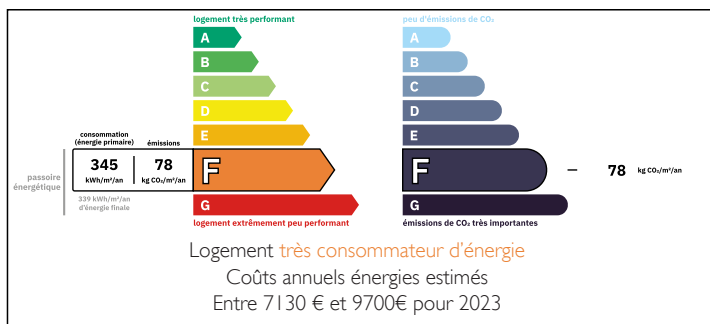 logement très performant
A
B
C
D
E
consommation
(énergie primaire)
émissions
345
kWh/m²/an
78
kg CO₂/m²/an
F
passoire
énergétique
339 kWh/m²/an
d'énergie finale
G
logement extrêmement peu performant
peu d'émissions de CO₂
A
B
C
D
E
F
78 kg CO₂/m²/an
G
émissions de CO₂ très importantes
Logement très consommateur d'énergie
Coûts annuels énergies estimés
Entre 7130 € et 9700€ pour 2023